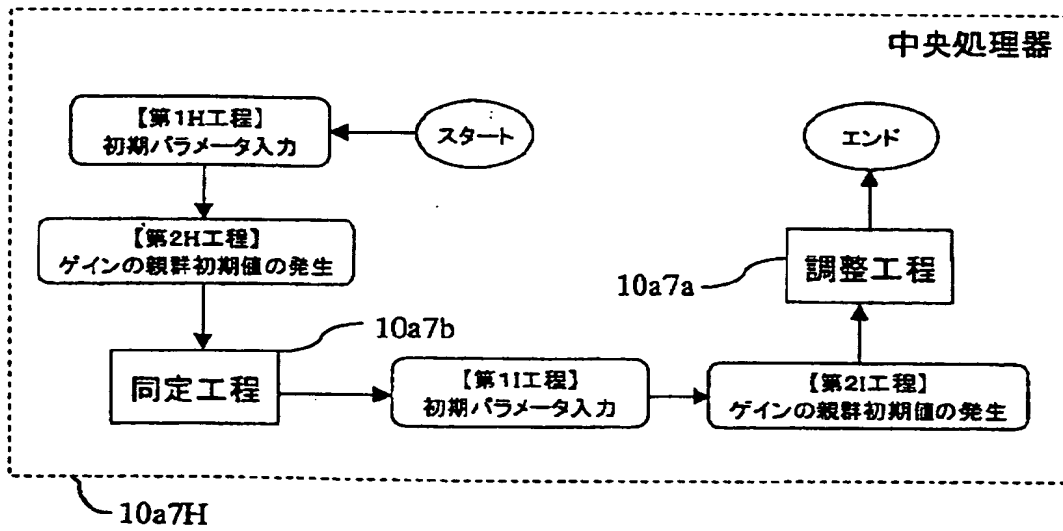 中央処理器
スタート
【第1H工程】
初期パラメータ入力
【第2H工程】
ゲインの親群初期値の発生
10a7b
同定工程
【第1I工程】
初期パラメータ入力
【第2I工程】
ゲインの親群初期値の発生
10a7a
調整工程
エンド
10a7H